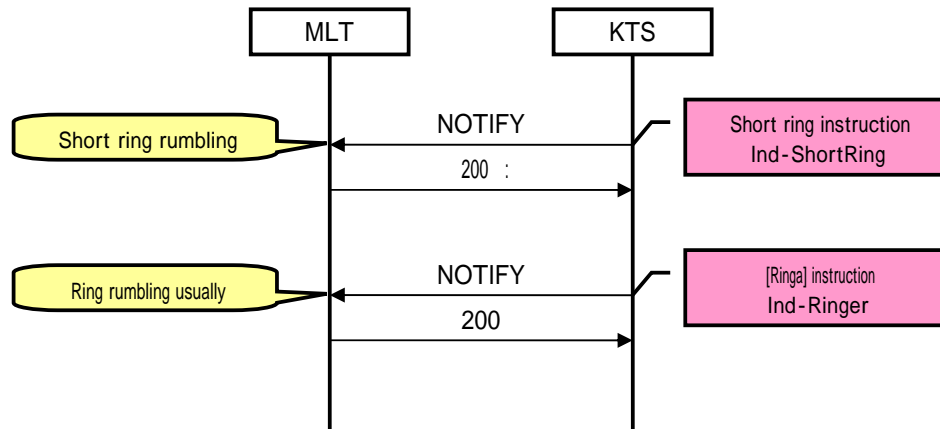 MLT
KTS
Short ring rumbling
NOTIFY
Short ring instruction
Ind-ShortRing
200 :
Ring rumbling usually
NOTIFY
[Ringa] instruction
Ind-Ringer
200